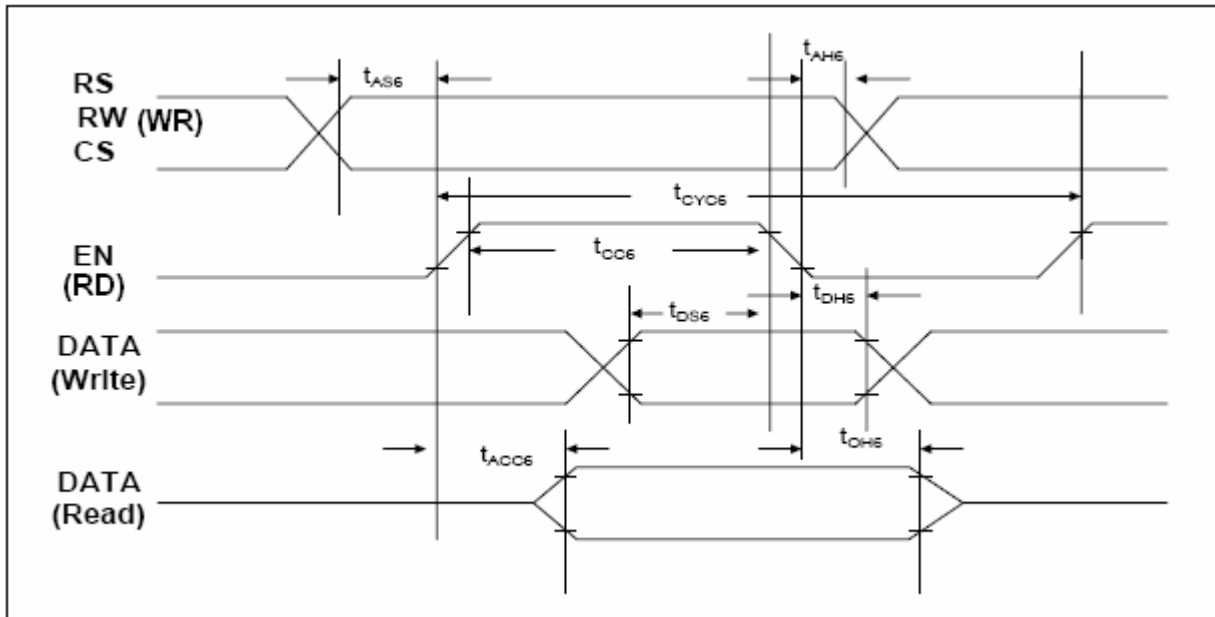 RS
tAS6
tAH6
RW (WR)
CS
tCYC6
EN
(RD)
tCC6
tDH6
tDS6
DATA
(Write)
tACC6
tOH6
DATA
(Read)